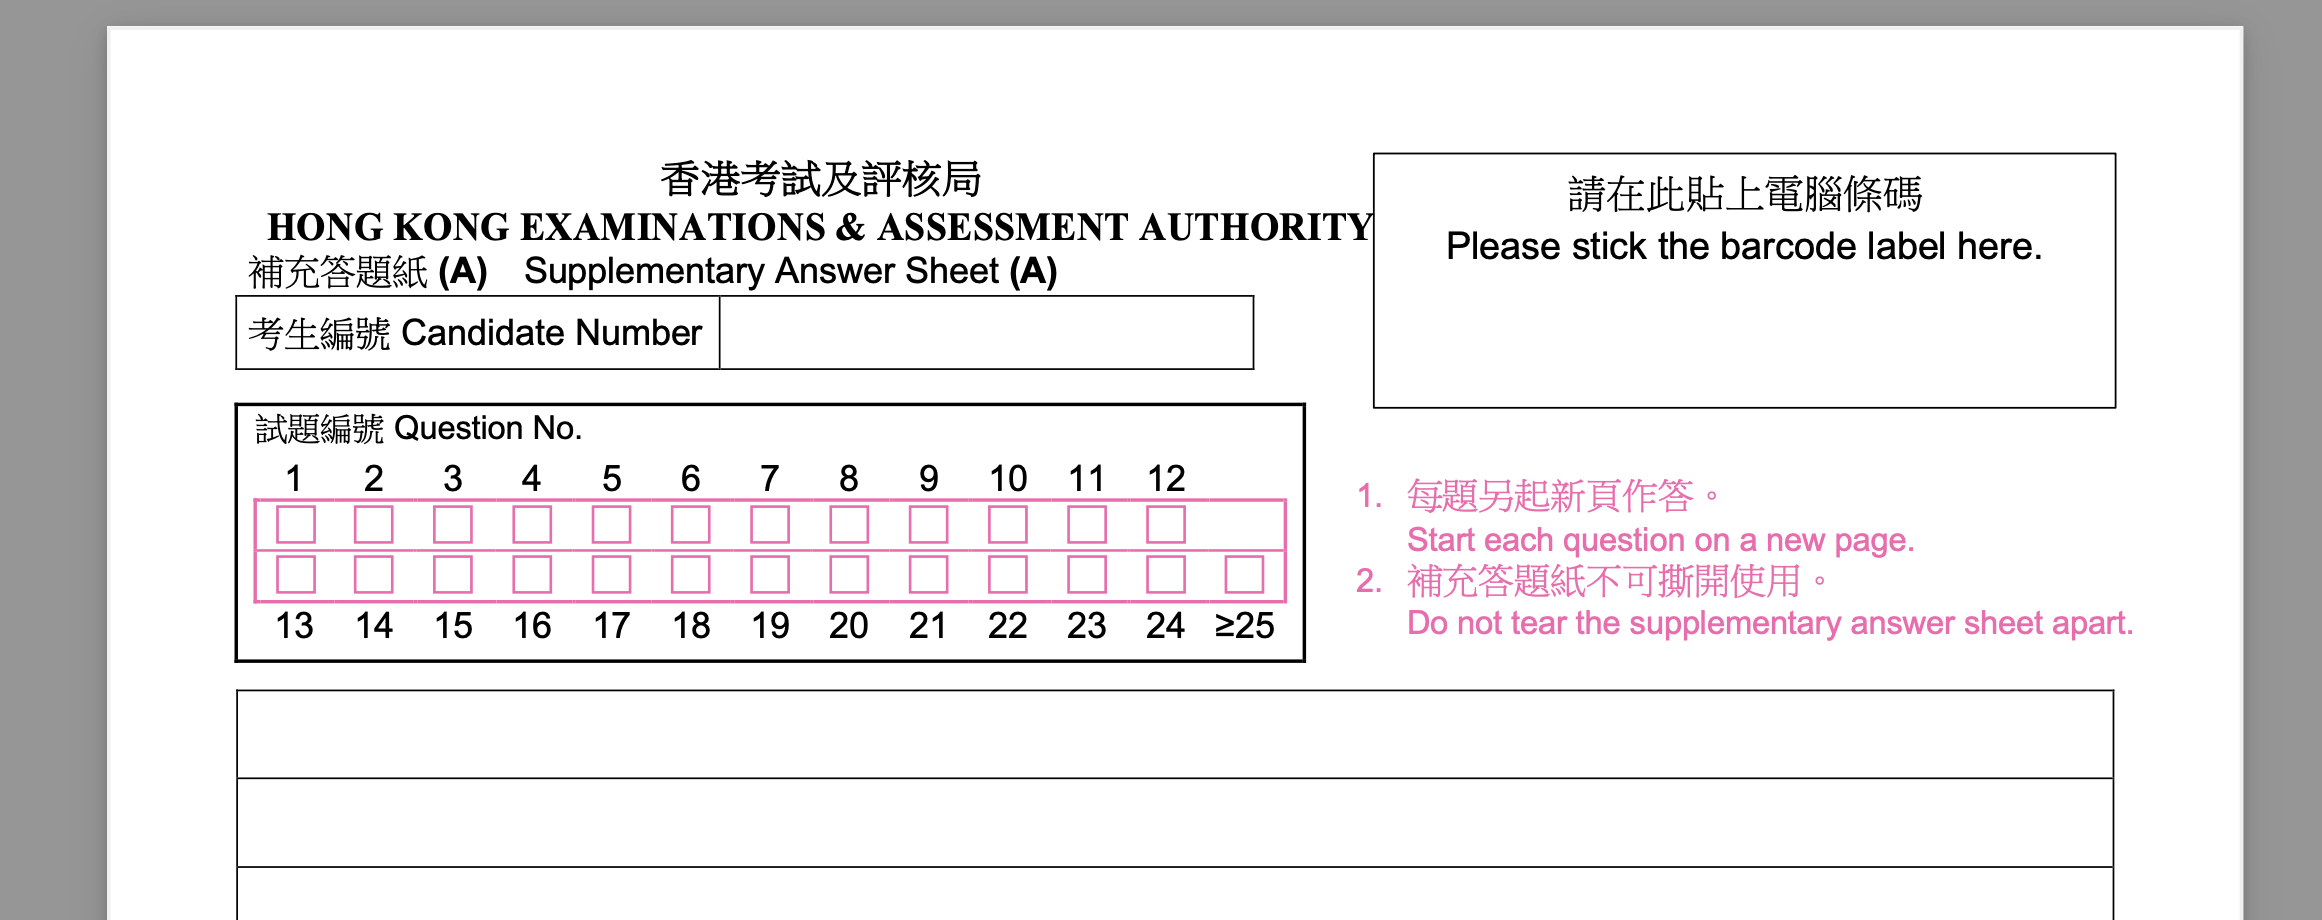 香港考試及評核局
HONG KONG EXAMINATIONS & ASSESSMENT AUTHORITY
補充答題紙 (A) Supplementary Answer Sheet (A)
考生編號 Candidate Number
請在此貼上電腦條碼
Please stick the barcode label here.
試題編號 Question No.
1 2 3 4 5 6 7 8 9 10 11 12
13 14 15 16 17 18 19 20 21 22 23 24 ≥25
1. 每題另起新頁作答。
Start each question on a new page.
2. 補充答題紙不可撕開使用。
Do not tear the supplementary answer sheet apart.